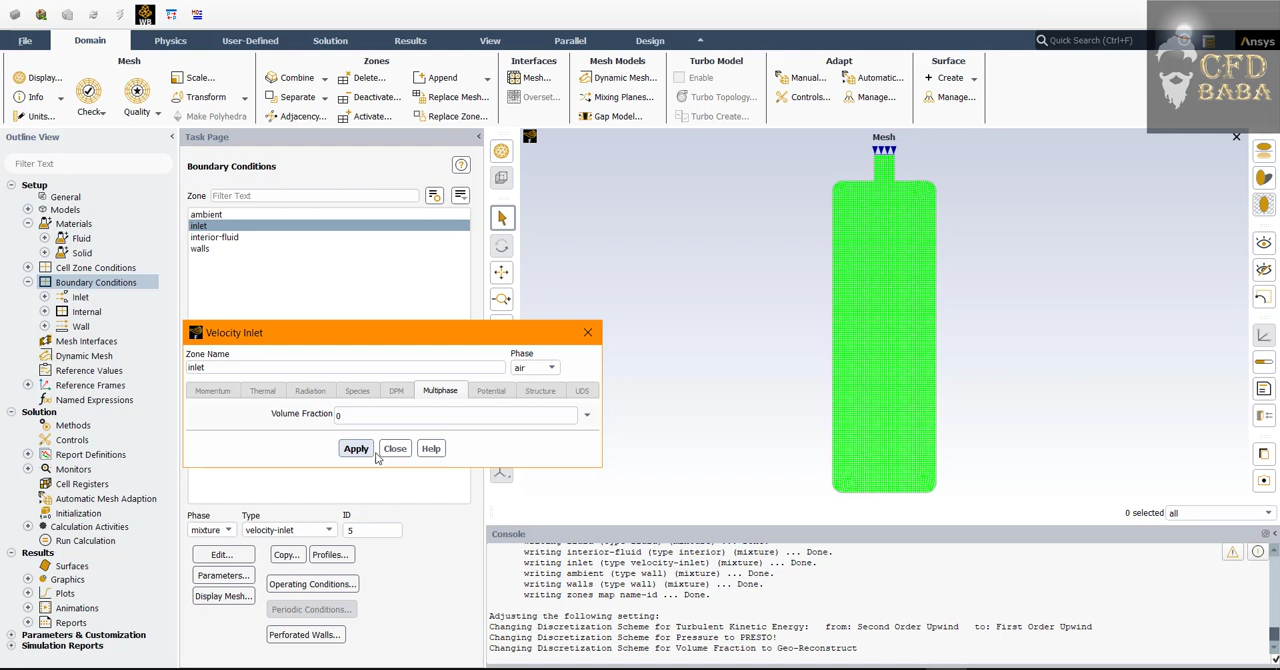 WB
File
Domain
Physics
User-Defined
Solution
Results
View
Parallel
Design
Quick Search (Ctrl+F)
Ansys
CFD
BABA
Mesh
Zones
Interfaces
Mesh Models
Turbo Model
Adapt
Surface
Display...
Info
Units...
Check
Quality
Scale...
Transform
Make Polyhedra
Combine
Separate
Adjacency...
Delete...
Deactivate...
Activate...
Append
Replace Mesh...
Replace Zone...
Mesh...
Overset...
Dynamic Mesh...
Mixing Planes...
Gap Model...
Enable
Turbo Topology...
Turbo Create...
Manual...
Controls...
Automatic...
Manage...
Create
Manage...
Outline View
Filter Text
Setup
General
Models
Materials
Fluid
Solid
Cell Zone Conditions
Boundary Conditions
Inlet
Internal
Wall
Mesh Interfaces
Dynamic Mesh
Reference Values
Reference Frames
Named Expressions
Solution
Methods
Controls
Report Definitions
Monitors
Cell Registers
Automatic Mesh Adaption
Initialization
Calculation Activities
Run Calculation
Results
Surfaces
Graphics
Plots
Animations
Reports
Parameters & Customization
Simulation Reports
Task Page
Boundary Conditions
Zone Filter Text
ambient
inlet
interior-fluid
walls
Velocity Inlet
Zone Name
Phase
inlet
air
Momentum
Thermal
Radiation
Species
DPM
Multiphase
Potential
Structure
UDS
Volume Fraction 0
Apply
Close
Help
Phase
Type
ID
mixture
velocity-inlet
5
Edit...
Copy...
Profiles...
Parameters...
Operating Conditions...
Display Mesh...
Periodic Conditions...
Perforated Walls...
Mesh
0 selected all
Console
writing interior-fluid (type interior) (mixture) ... Done.
writing inlet (type velocity-inlet) (mixture) ... Done.
writing ambient (type wall) (mixture) ... Done.
writing walls (type wall) (mixture) ... Done.
writing zones map name-id ... Done.
Adjusting the following setting:
Changing Discretization Scheme for Turbulent Kinetic Energy: from: Second Order Upwind to: First Order Upwind
Changing Discretization Scheme for Pressure to PRESTO!
Changing Discretization Scheme for Volume Fraction to Geo-Reconstruct